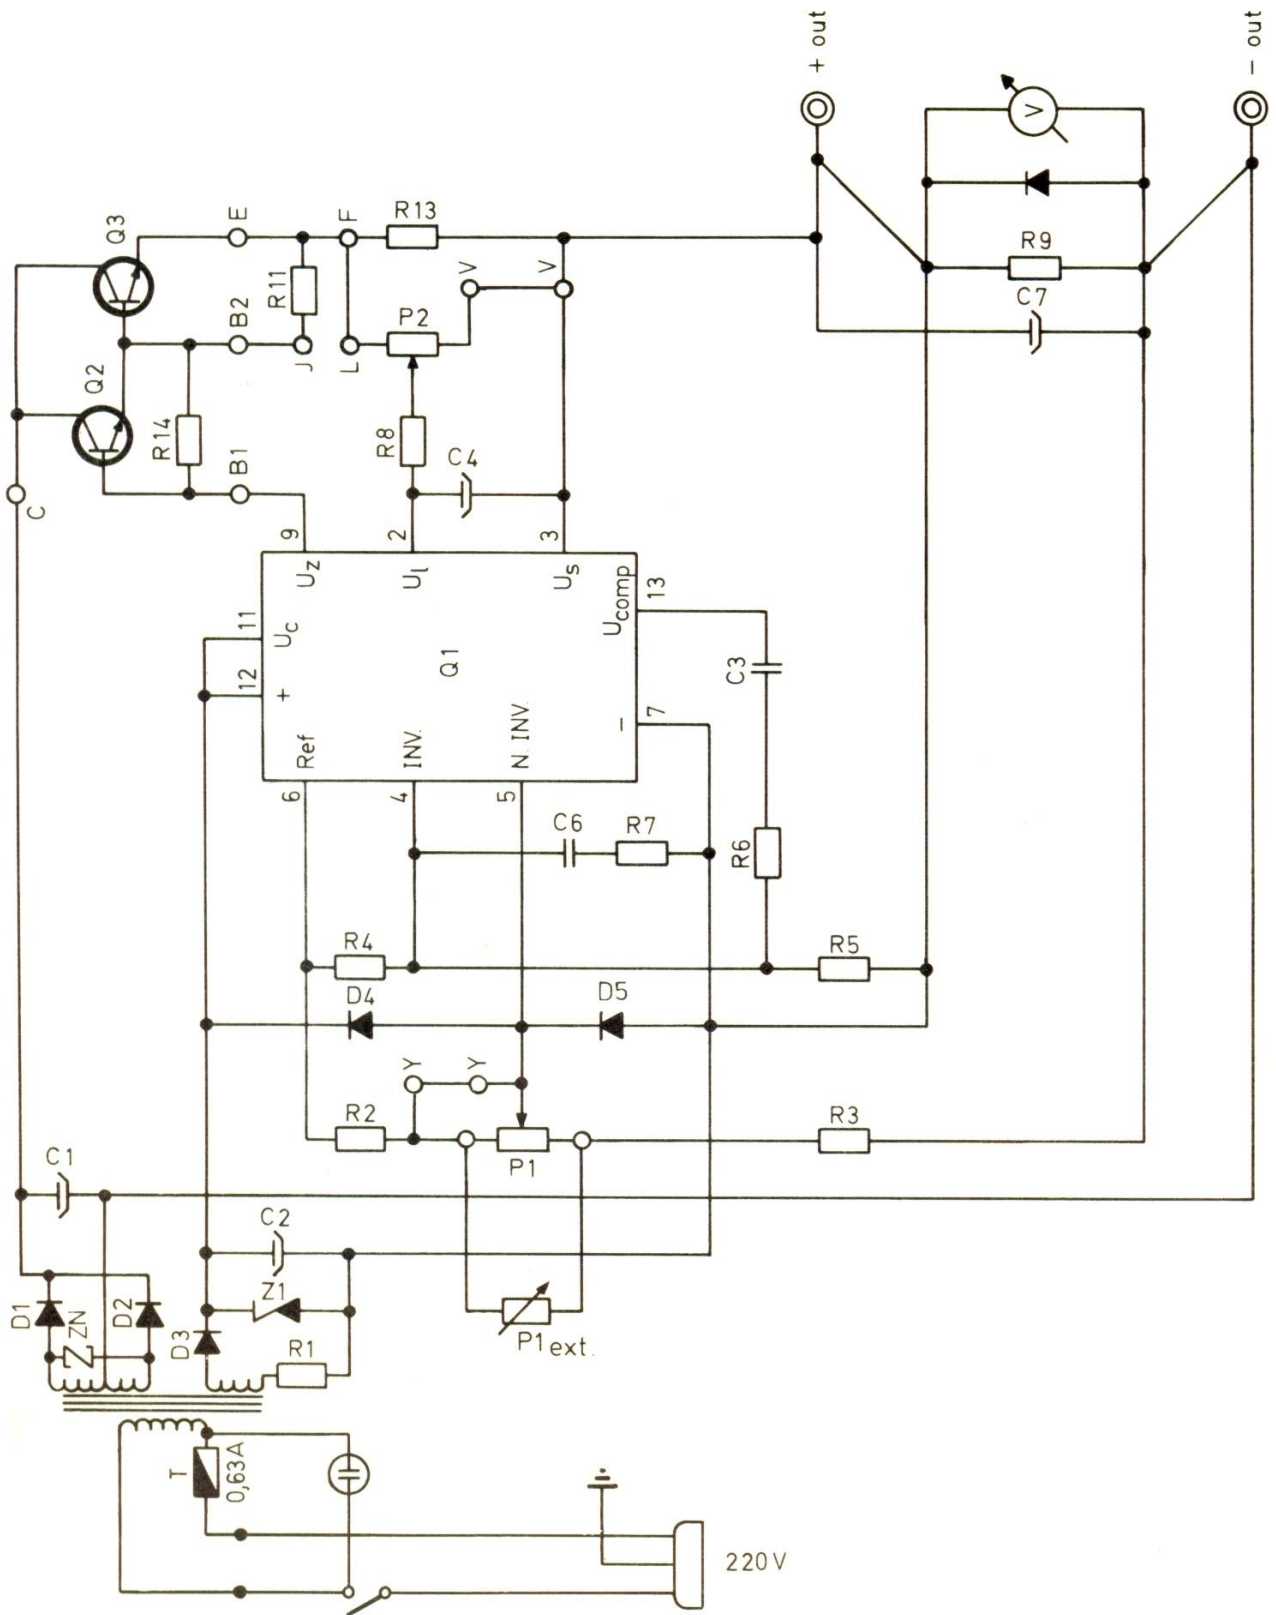 + out
- out
V
Q3
E
F
R13
R9
C7
R11
B2
J
L
P2
V
V
Q2
R14
B1
R8
C4
C
9
2
3
UZ
Ul
Us
11
UC
12
+
Q1
Ucomp
13
C3
7
-
Ref
INV.
N. INV.
6
4
5
C6
R7
R6
R4
R5
D4
D5
Y
Y
R2
P1
R3
C1
C2
Z1
D1
ZN
D2
D3
R1
P1 ext.
T
0,63A
220V